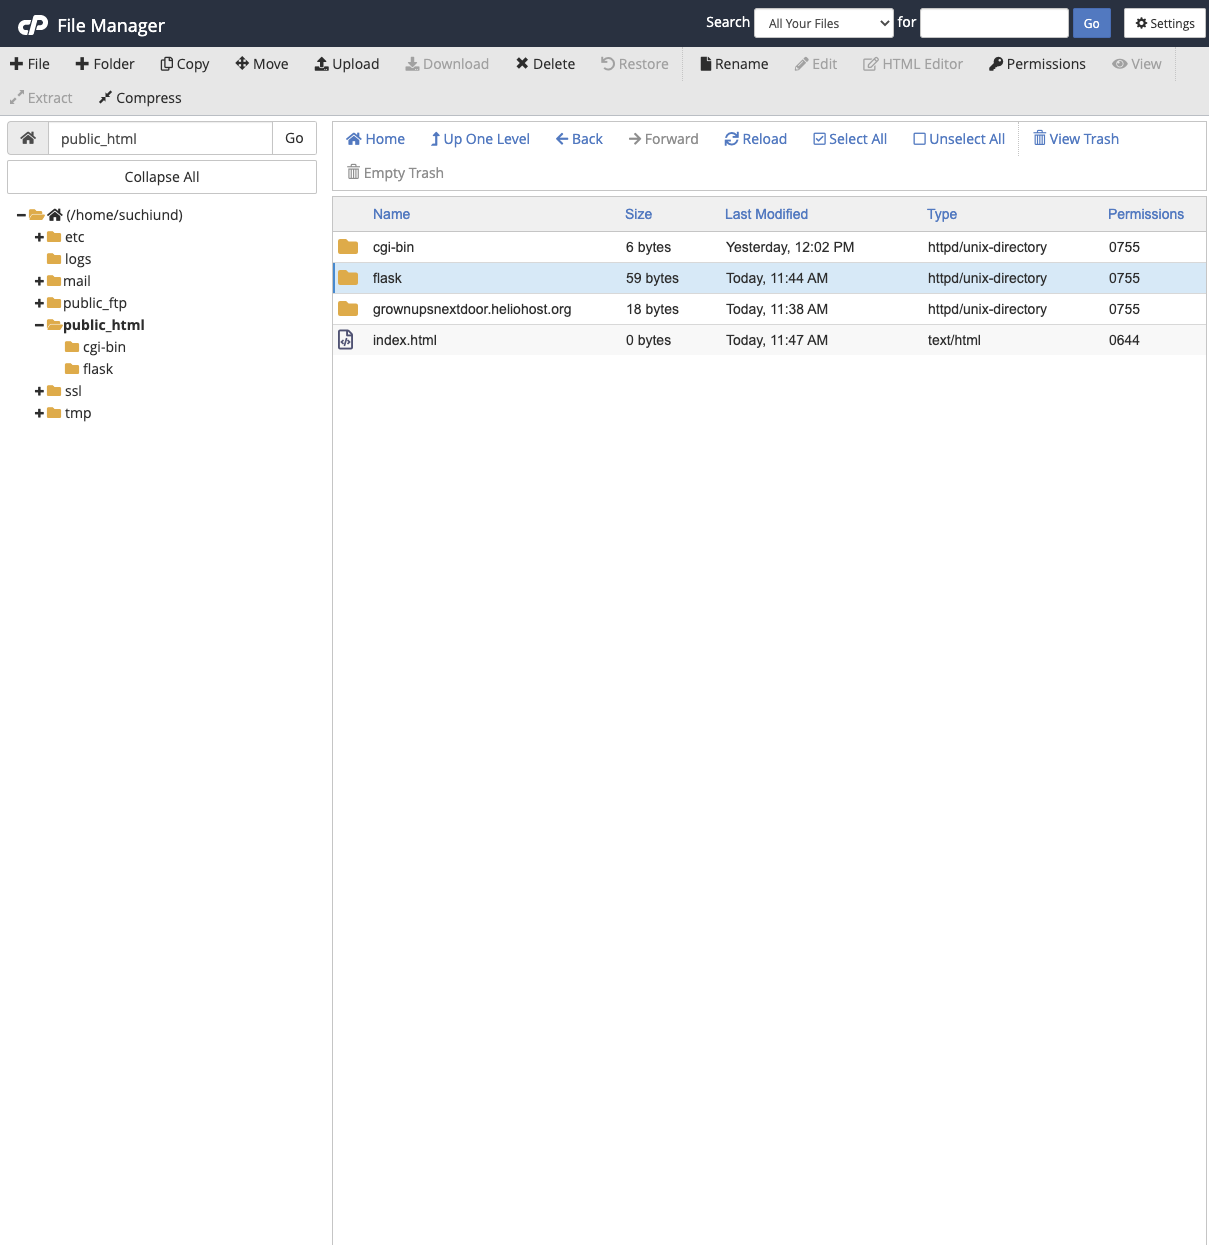 cP File Manager Search All Your Files for Go Settings
File Folder Copy Move Upload Download Delete Restore Rename Edit HTML Editor Permissions View
Extract Compress
public_html Go
Collapse All
(/home/suchiund)
etc
logs
mail
public_ftp
public_html
cgi-bin
flask
ssl
tmp
Home Up One Level Back Forward Reload Select All Unselect All View Trash
Empty Trash
Name Size Last Modified Type Permissions
cgi-bin 6 bytes Yesterday, 12:02 PM httpd/unix-directory 0755
flask 59 bytes Today, 11:44 AM httpd/unix-directory 0755
grownupsnextdoor.heliohost.org 18 bytes Today, 11:38 AM httpd/unix-directory 0755
index.html 0 bytes Today, 11:47 AM text/html 0644